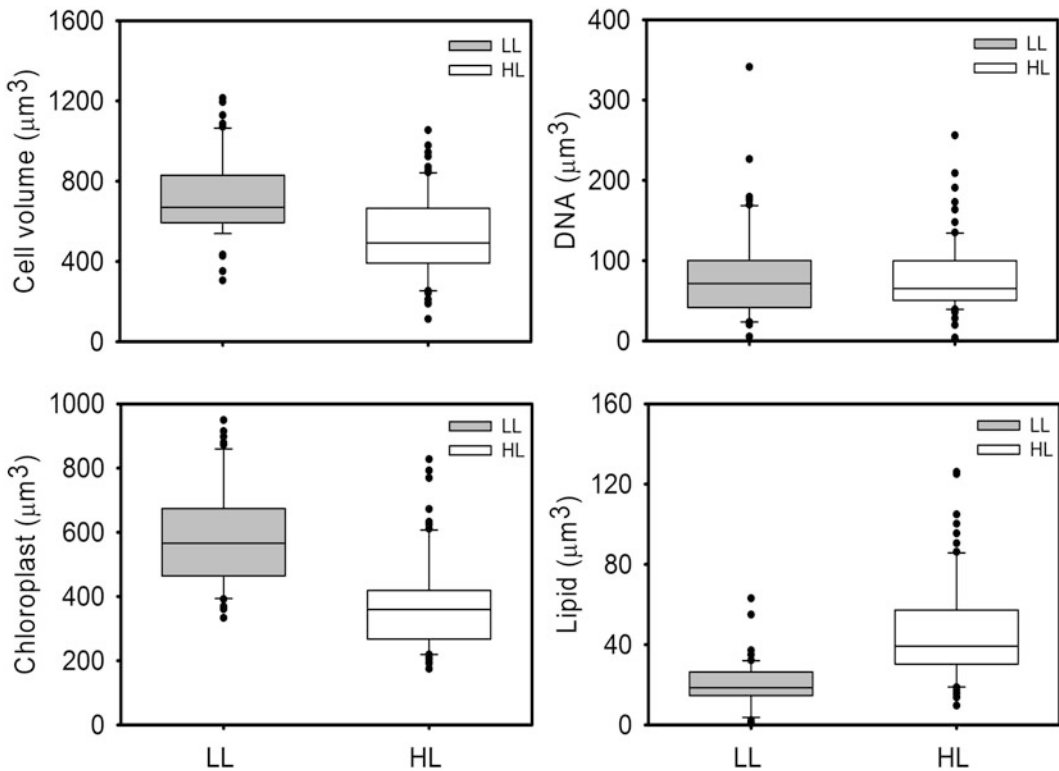 Cell volume (μm³)
1600
1200
800
400
0
LL
HL
DNA (μm³)
400
300
200
100
0
LL
HL
Chloroplast (μm³)
1000
800
600
400
200
0
LL
HL
LL
HL
Lipid (μm³)
160
120
80
40
0
LL
HL
LL
HL